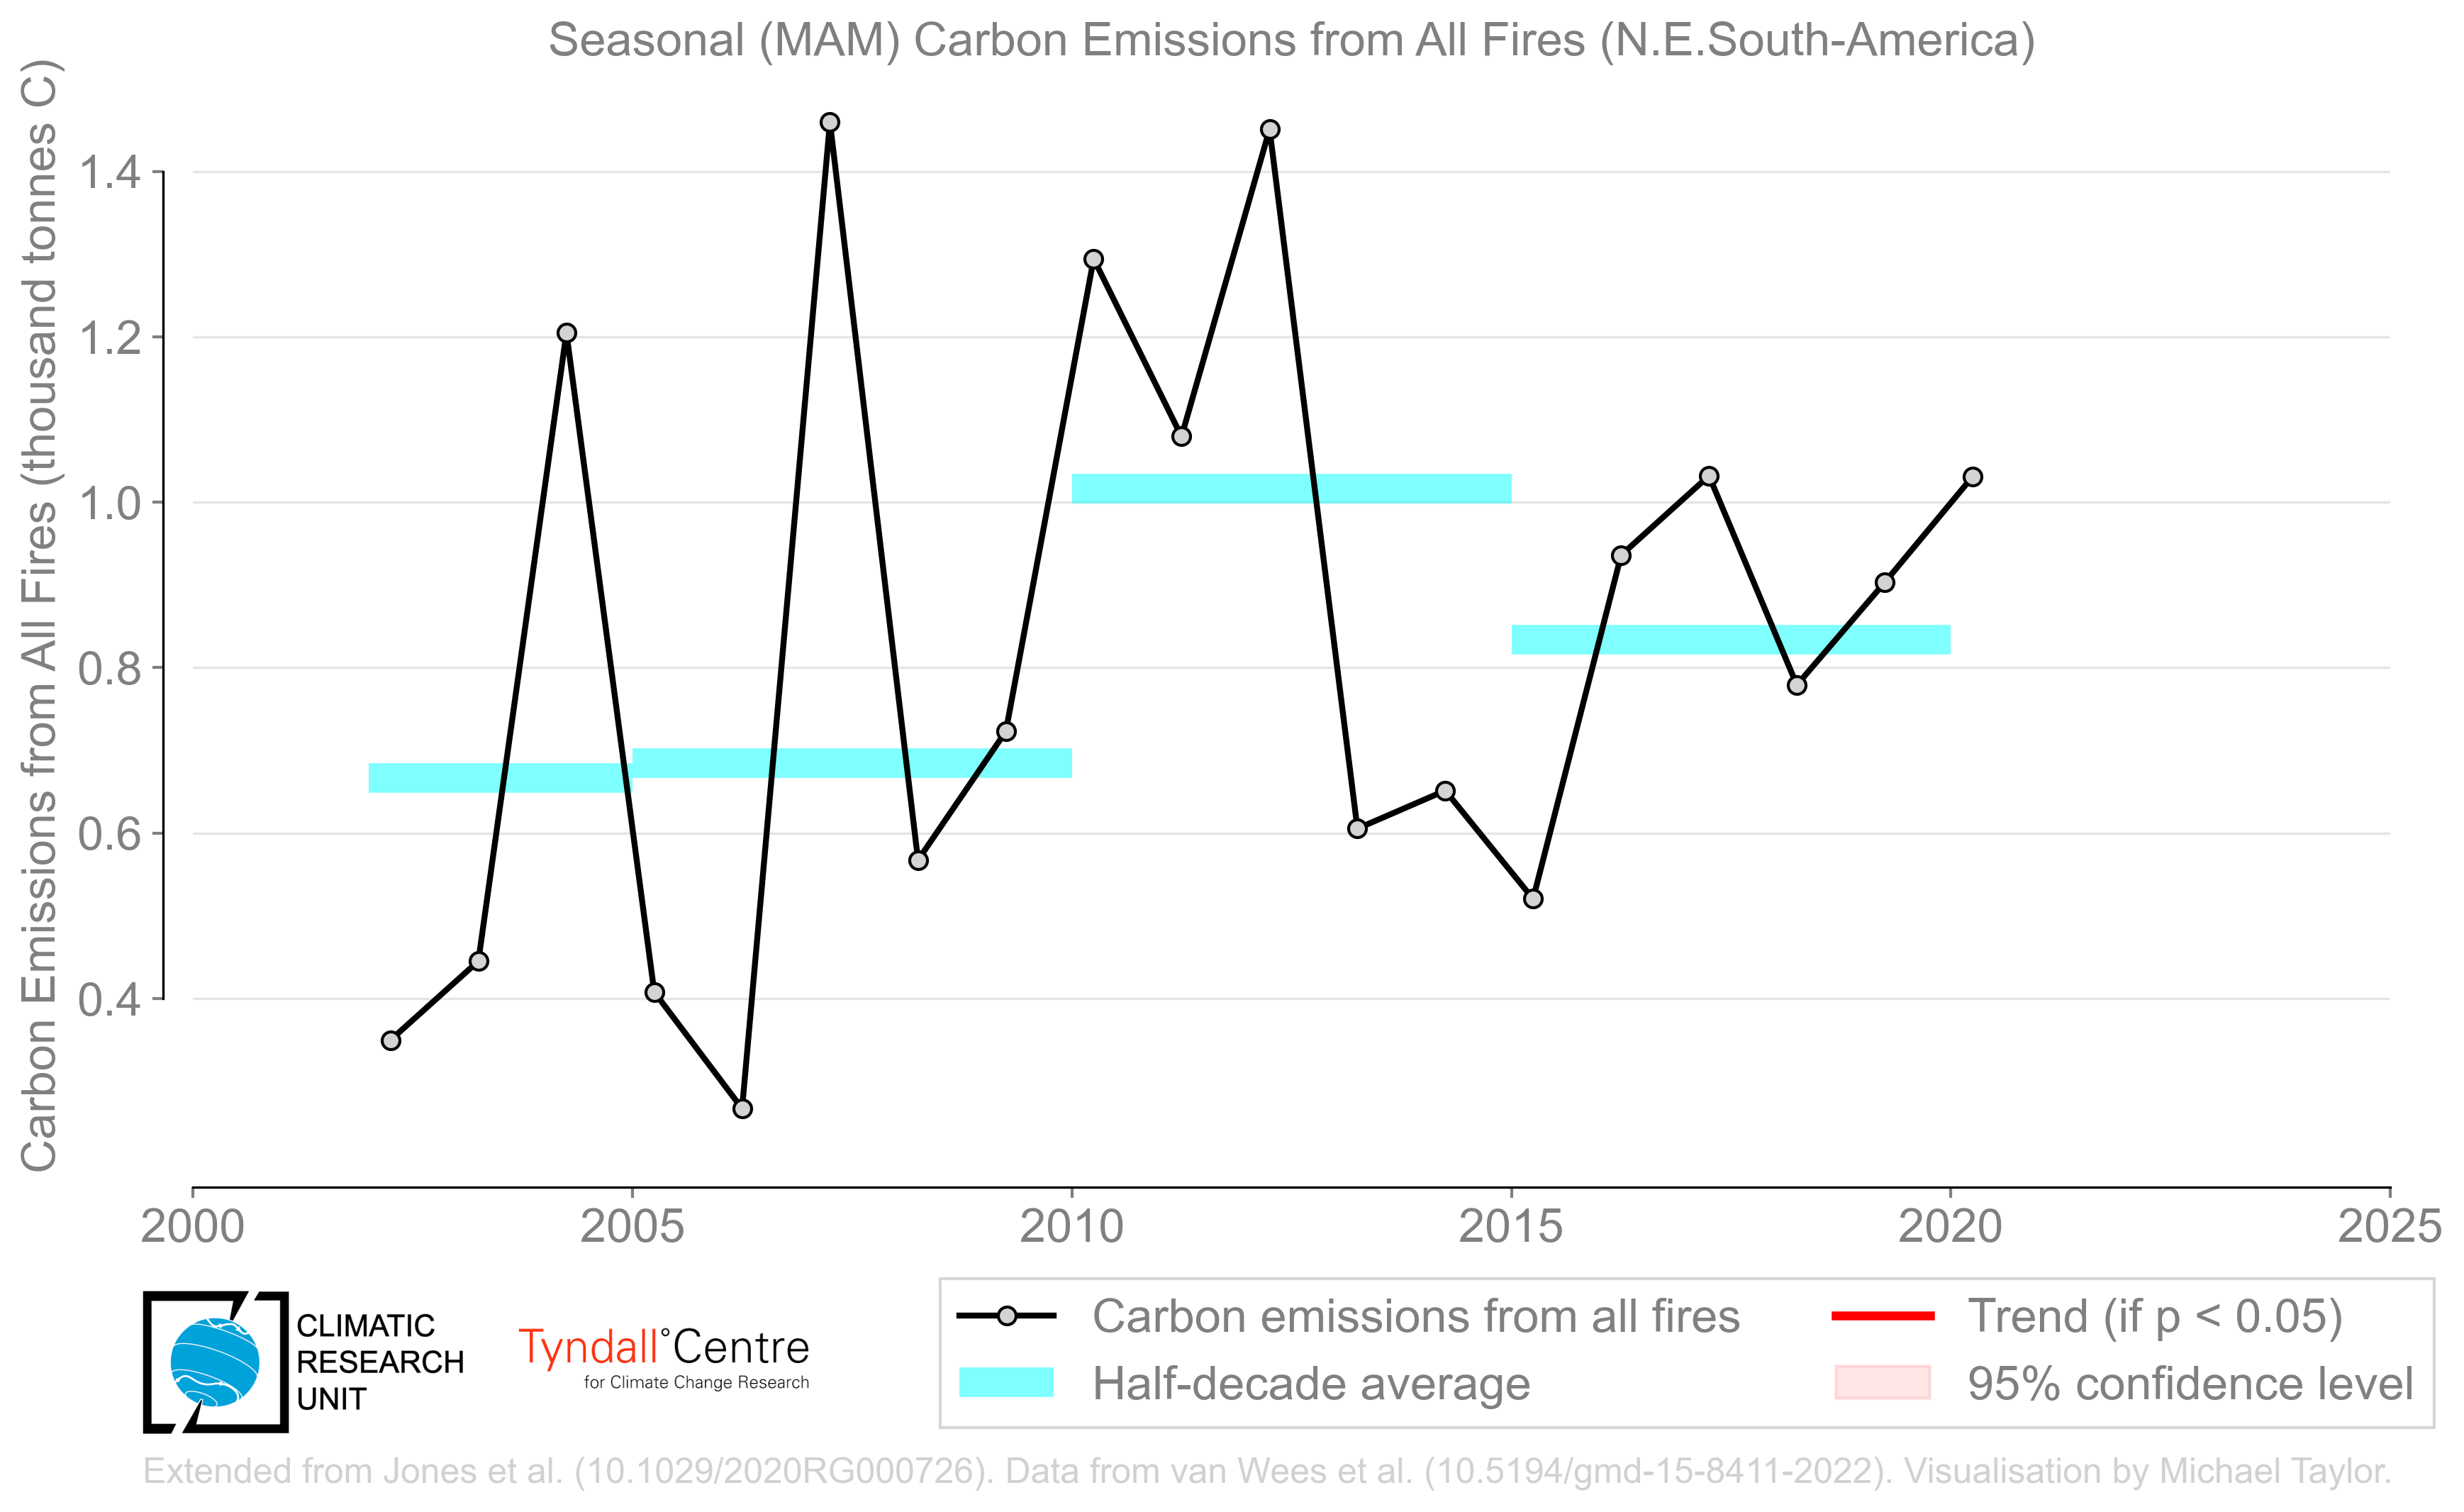 Seasonal (MAM) Carbon Emissions from All Fires (N.E.South-America)
Carbon Emissions from All Fires (thousand tonnes C)
1.4
1.2
1.0
0.8
0.6
0.4
2000 2005 2010 2015 2020 2025
CLIMATIC
RESEARCH
UNIT
Tyndall°Centre
for Climate Change Research
Carbon emissions from all fires
Half-decade average
Trend (if p < 0.05)
95% confidence level
Extended from Jones et al. (10.1029/2020RG000726). Data from van Wees et al. (10.5194/gmd-15-8411-2022). Visualisation by Michael Taylor.